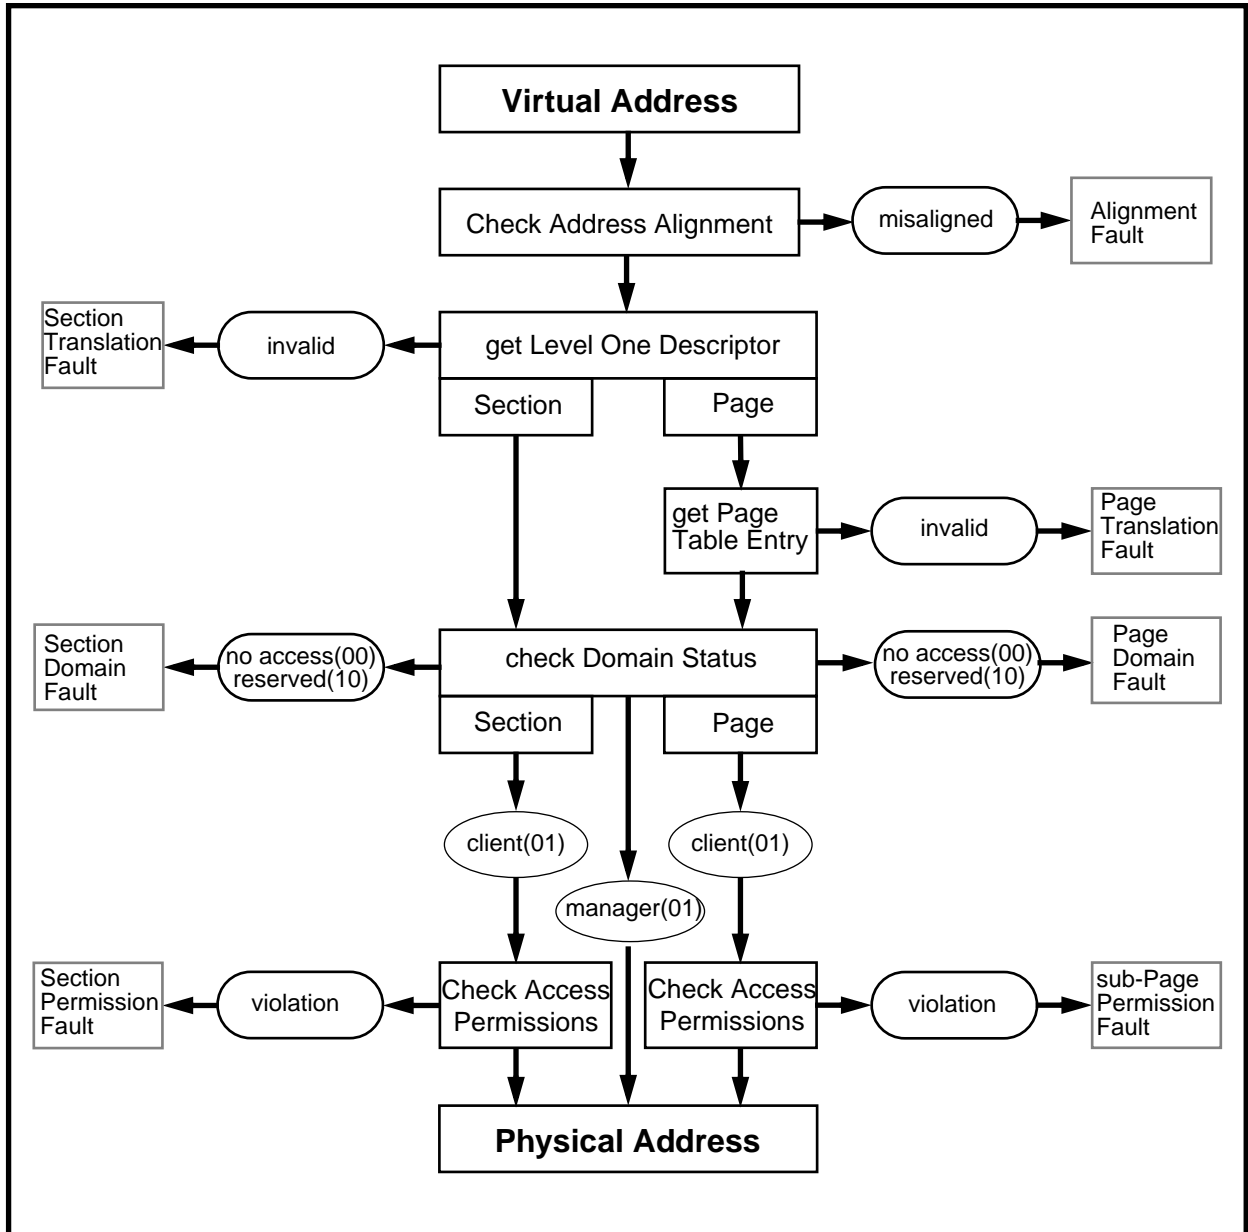 Virtual Address
Check Address Alignment
misaligned
Alignment
Fault
Section
Translation
Fault
invalid
get Level One Descriptor
Section
Page
get Page
Table Entry
invalid
Page
Translation
Fault
Section
Domain
Fault
no access(00)
reserved(10)
check Domain Status
no access(00)
reserved(10)
Page
Domain
Fault
Section
Page
client(01)
client(01)
manager(01)
Section
Permission
Fault
violation
Check Access
Permissions
Check Access
Permissions
violation
sub-Page
Permission
Fault
Physical Address